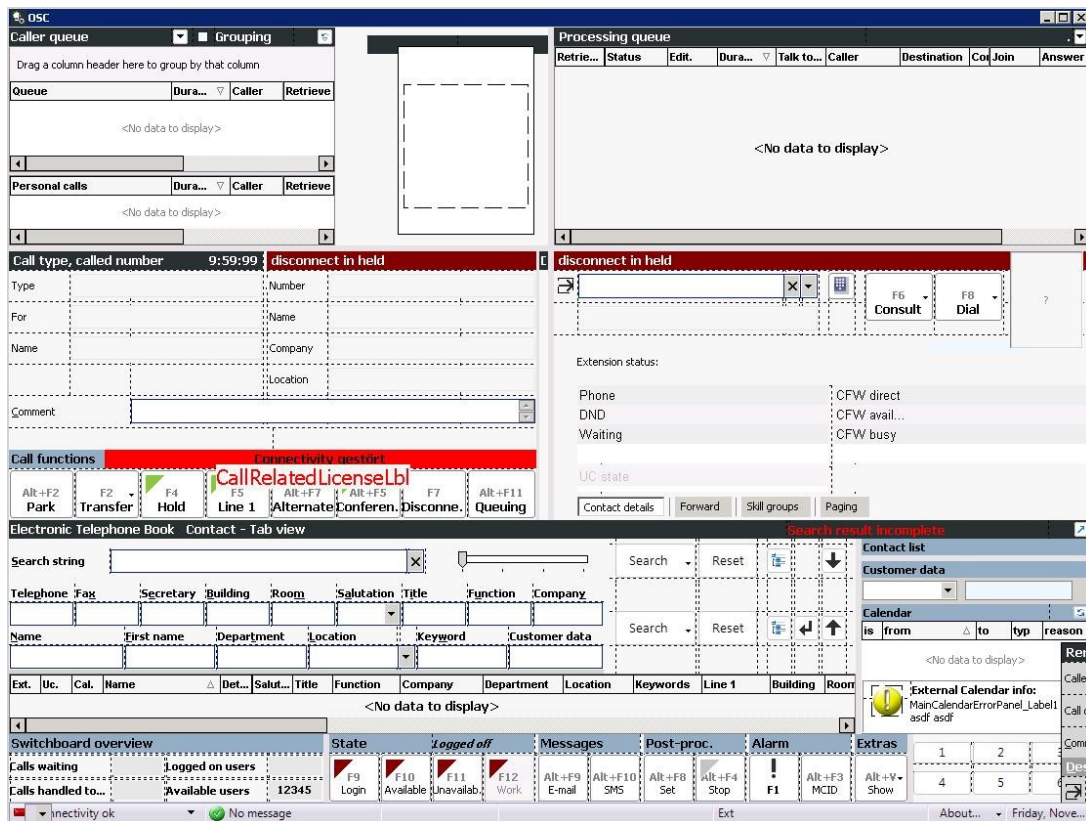 OSC
Caller queue Grouping
Drag a column header here to group by that column
Queue Dura... Caller Retrieve
<No data to display>
Personal calls Dura... Caller Retrieve
<No data to display>
Processing queue .
Retrie... Status Edit. Dura... Talk to... Caller Destination Coi Join Answer
<No data to display>
Call type, called number 9:59:99 disconnect in held
Type Number
For Name
Name Company
Location
Comment
disconnect in held
F6 Consult F8 Dial ?
Extension status:
Phone CFW direct
DND CFW avail...
Waiting CFW busy
UC state
Contact details Forward Skill groups Paging
Call functions Connectivity gestört
CallRelatedLicenseLbl
Alt+F2 F2 F4 F5 Alt+F7 Alt+F5 F7 Alt+F11
Park Transfer Hold Line 1 Alternate Conferen. Disconne. Queuing
Electronic Telephone Book Contact - Tab view Search result incomplete
Search string Search Reset
Telephone Fax Secretary Building Room Salutation Title Function Company
Search Reset
Name First name Department Location Keyword Customer data
Ext. Uc. Cal. Name Det... Salut... Title Function Company Department Location Keywords Line 1 Building Room
<No data to display>
Contact list
Customer data
Calendar
is from to typ reason
<No data to display>
External Calendar info:
MainCalendarErrorPanel_Label1
asdf asdf
Calle
Call
Des
Switchboard overview State Logged off Messages Post-proc. Alarm Extras
Calls waiting Logged on users
Calls handled to... Available users 12345
F9 F10 F11 F12 Alt+F9 Alt+F10 Alt+F8 Alt+F4 ! Alt+F3 Alt+V
Login Available Unavailab. Work E-mail SMS Set Stop F1 MCID Show
1 2 3
4 5 6
nnectivity ok No message Ext About... Friday, Nove...